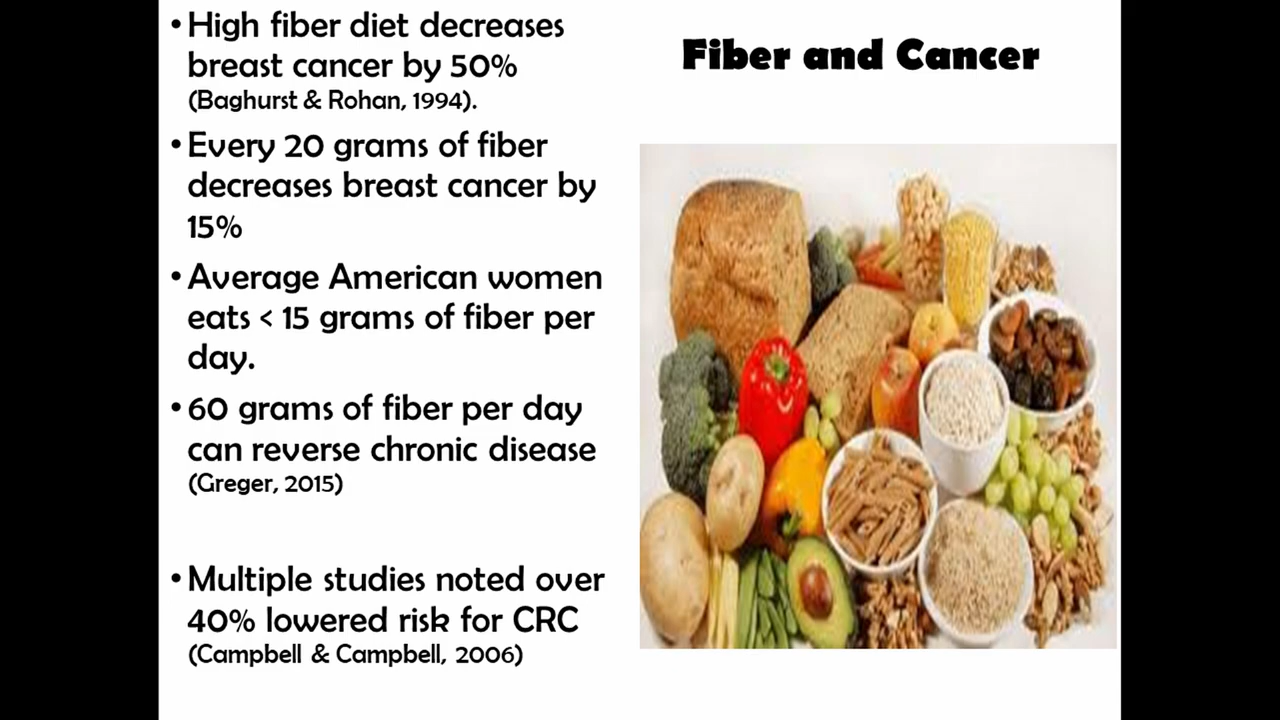 Fiber and Cancer
• High fiber diet decreases
breast cancer by 50%
(Baghurst & Rohan, 1994).
• Every 20 grams of fiber
decreases breast cancer by
15%
• Average American women
eats < 15 grams of fiber per
day.
• 60 grams of fiber per day
can reverse chronic disease
(Greger, 2015)
• Multiple studies noted over
40% lowered risk for CRC
(Campbell & Campbell, 2006)